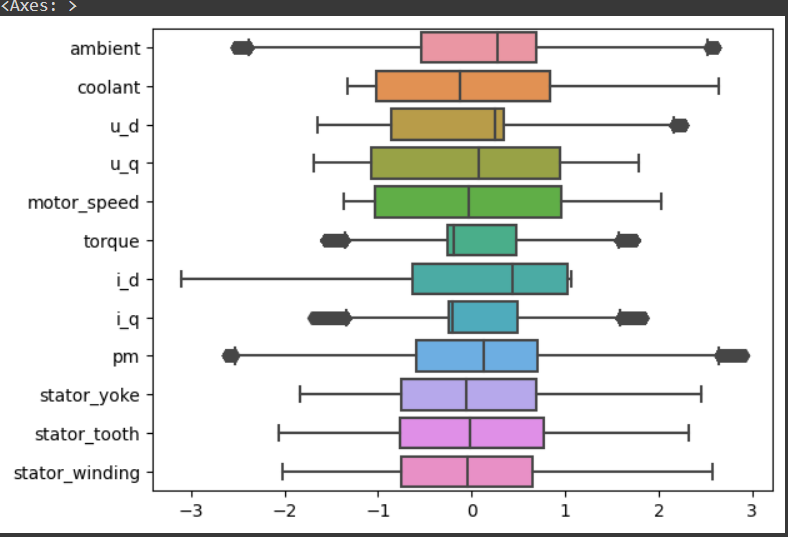 <Axes: >
ambient
coolant
u_d
u_q
motor_speed
torque
i_d
i_q
pm
stator_yoke
stator_tooth
stator_winding
−3 −2 −1 0 1 2 3